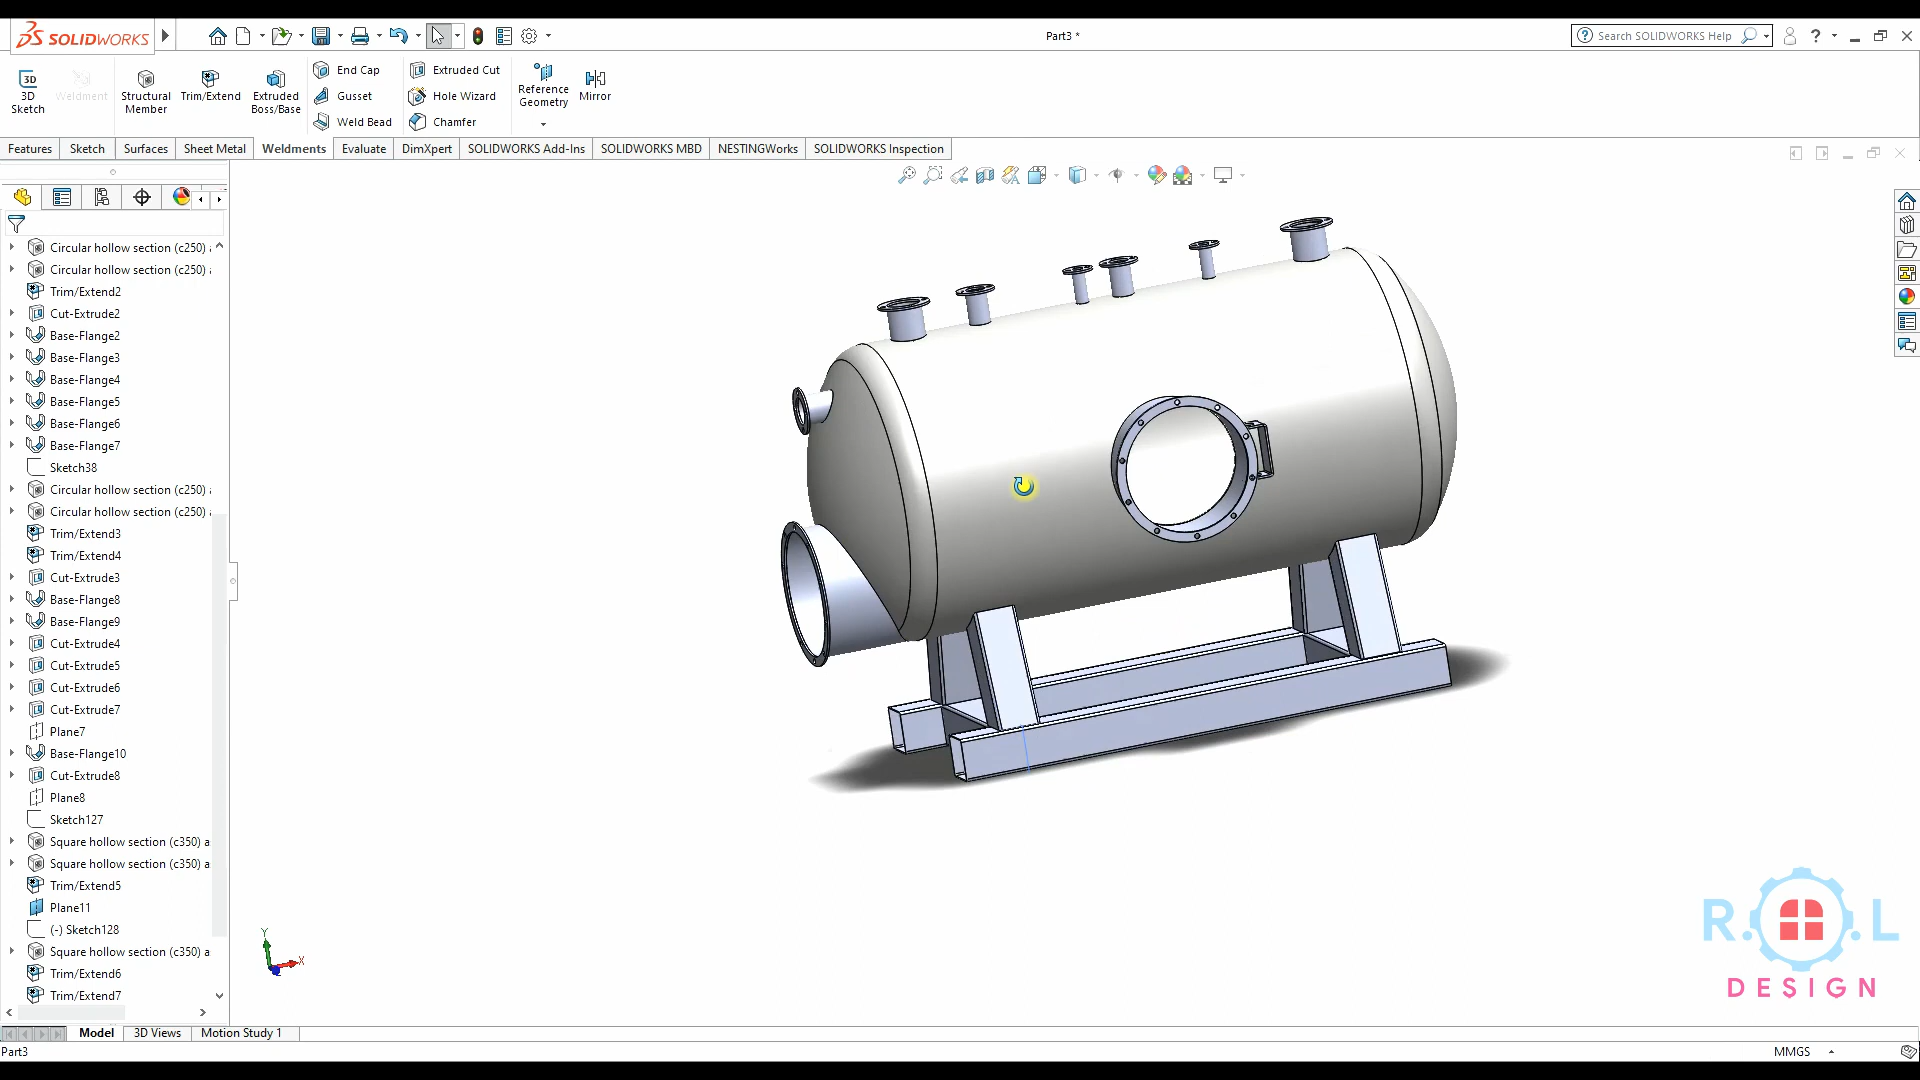 SOLIDWORKS
Part3 *
Search SOLIDWORKS Help
3D Sketch
Weldment
Structural Member
Trim/Extend
Extruded Boss/Base
End Cap
Gusset
Weld Bead
Extruded Cut
Hole Wizard
Chamfer
Reference Geometry
Mirror
Features
Sketch
Surfaces
Sheet Metal
Weldments
Evaluate
DimXpert
SOLIDWORKS Add-Ins
SOLIDWORKS MBD
NESTINGWorks
SOLIDWORKS Inspection
Circular hollow section (c250)
Circular hollow section (c250)
Trim/Extend2
Cut-Extrude2
Base-Flange2
Base-Flange3
Base-Flange4
Base-Flange5
Base-Flange6
Base-Flange7
Sketch38
Circular hollow section (c250)
Circular hollow section (c250)
Trim/Extend3
Trim/Extend4
Cut-Extrude3
Base-Flange8
Base-Flange9
Cut-Extrude4
Cut-Extrude5
Cut-Extrude6
Cut-Extrude7
Plane7
Base-Flange10
Cut-Extrude8
Plane8
Sketch127
Square hollow section (c350) a
Square hollow section (c350) a
Trim/Extend5
Plane11
(-) Sketch128
Square hollow section (c350) a
Trim/Extend6
Trim/Extend7
Y
X
R.O.L
DESIGN
Model
3D Views
Motion Study 1
Part3
MMGS